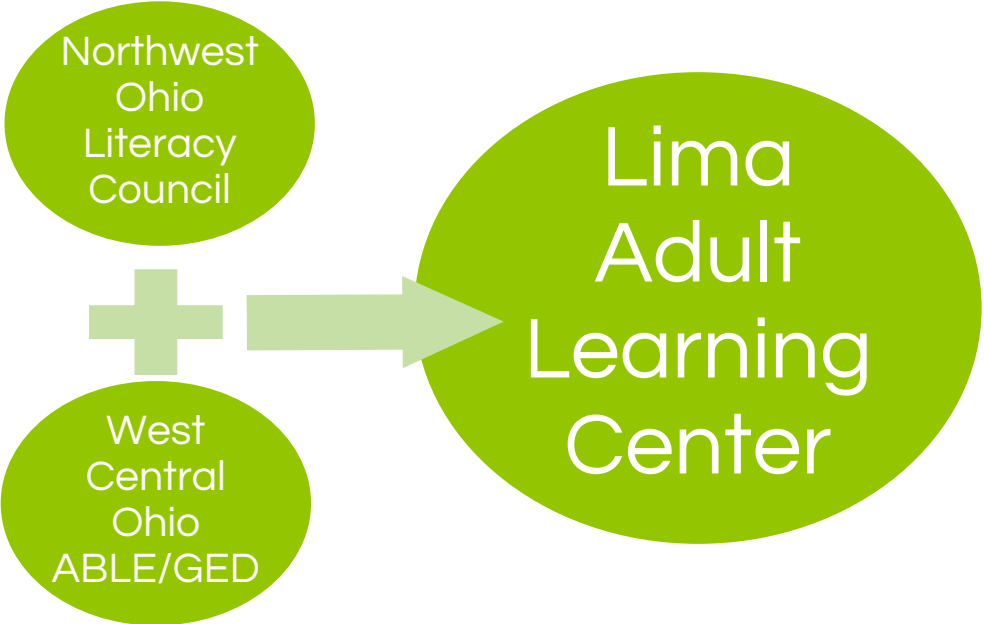 Northwest
Ohio
Literacy
Council
West
Central
Ohio
ABLE/GED
Lima
Adult
Learning
Center